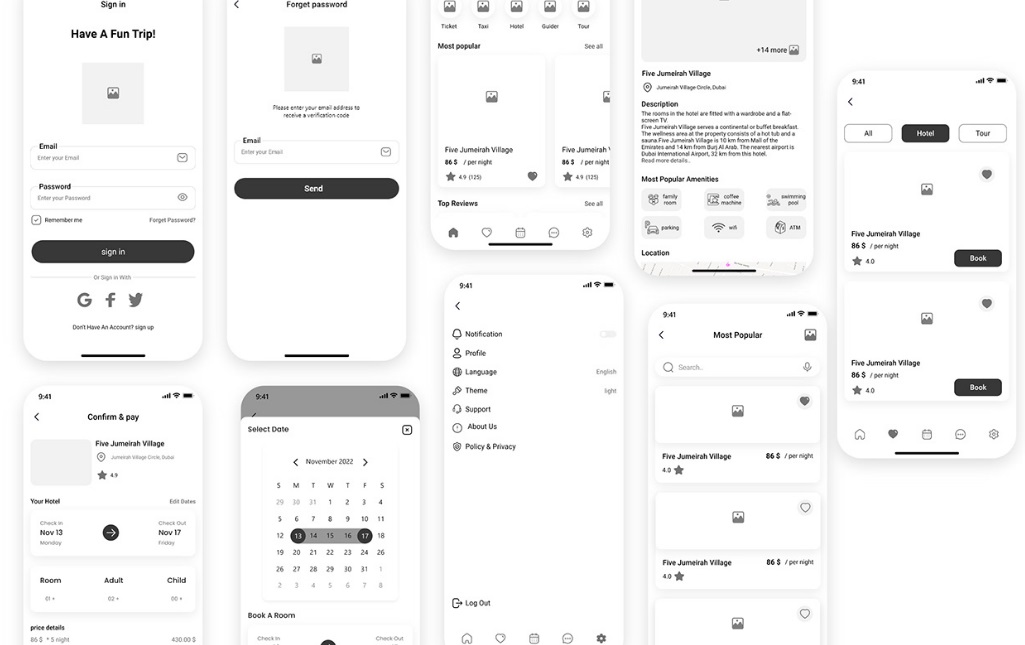 Sign in
Have A Fun Trip!
Email
Enter your Email
Password
Enter your Password
Remember me
Forget Password?
sign in
Or Sign in With
Don't Have An Account? sign up
Forget password
Please enter your email address to
receive a verification code
Email
Enter your Email
Send
Ticket Taxi Hotel Guider Tour
Most popular See all
Five Jumeirah Village
86 $ / per night
4.9 (125)
Five Jumeirah
86 $ / per night
4.9 (125)
Top Reviews See all
+14 more
Five Jumeirah Village
Jumeirah Village Circle, Dubai
Description
The rooms in the hotel are fitted with a wardrobe and a flat-
screen TV.
Five Jumeirah Village serves a continental or buffet breakfast.
The wellness area at the property consists of a hot tub and a
sauna.Five Jumeirah Village is 10 km from Mall of the
Emirates and 14 km from Burj Al Arab. The nearest airport is
Dubai International Airport, 32 km from this hotel.
Read more details..
Most Popular Amenities
family
room
coffee
machine
swimming
pool
parking
wifi
ATM
Location
9:41
All Hotel Tour
Five Jumeirah Village
86 $ / per night
4.0
Book
Five Jumeirah Village
86 $ / per night
4.0
Book
9:41
Confirm & pay
Five Jumeirah Village
Jumeirah Village Circle, Dubai
4.9
Your Hotel Edit Dates
Check In Check Out
Nov 13 Nov 17
Monday Friday
Room Adult Child
01 + 02 + 00 +
price details
86 $ * 5 night 430.00 $
9:41
Select Date
November 2022
S M T W T F S
29 30 31 1 2 3 4
5 6 7 8 9 10 11
12 13 14 15 16 17 18
19 20 21 22 23 24 26
26 27 28 29 30 31 1
2 3 4 5 6 7 8
Book A Room
Check In Check Out
9:41
Notification
Profile
Language English
Theme light
Support
About Us
Policy & Privacy
Log Out
9:41
Most Popular
Search..
Five Jumeirah Village 86 $ / per night
4.0
Five Jumeirah Village 86 $ / per night
4.0